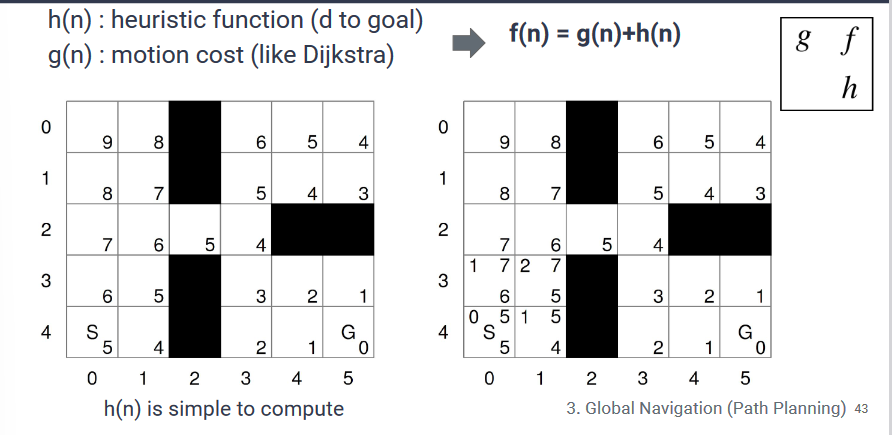 h(n) : heuristic function (d to goal)
g(n) : motion cost (like Dijkstra)
f(n) = g(n)+h(n)
g f
h
0 9 8 6 5 4
1 8 7 5 4 3
2 7 6 5 4
3 6 5 3 2 1
4 S 5 4 2 1 G 0
0 1 2 3 4 5
h(n) is simple to compute
0 9 8 6 5 4
1 8 7 5 4 3
2 7 6 5 4
1 7 2 7
3 6 5 3 2 1
0 5 1 5
4 S 5 4 2 1 G 0
0 1 2 3 4 5
3. Global Navigation (Path Planning) 43